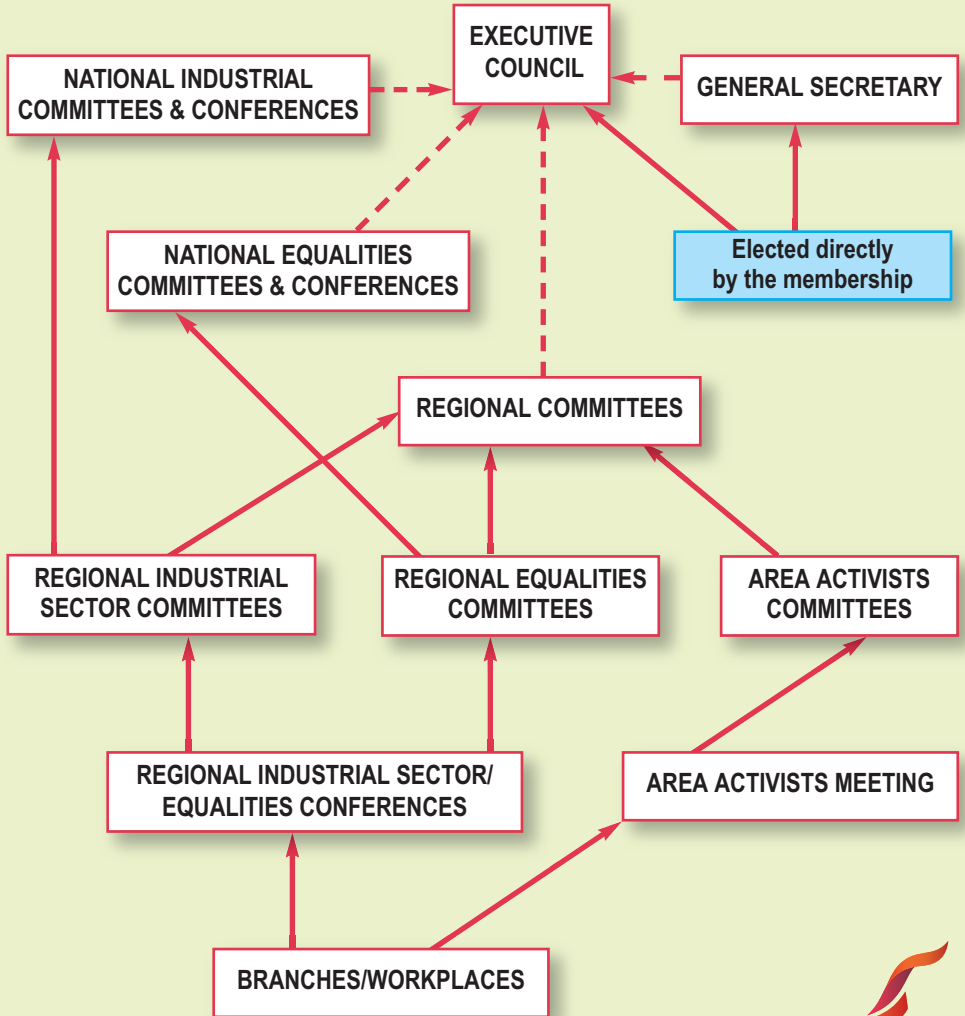 EXECUTIVE
COUNCIL
NATIONAL INDUSTRIAL
COMMITTEES & CONFERENCES
GENERAL SECRETARY
NATIONAL EQUALITIES
COMMITTEES & CONFERENCES
Elected directly
by the membership
REGIONAL COMMITTEES
REGIONAL INDUSTRIAL
SECTOR COMMITTEES
REGIONAL EQUALITIES
COMMITTEES
AREA ACTIVISTS
COMMITTEES
REGIONAL INDUSTRIAL SECTOR/
EQUALITIES CONFERENCES
AREA ACTIVISTS MEETING
BRANCHES/WORKPLACES